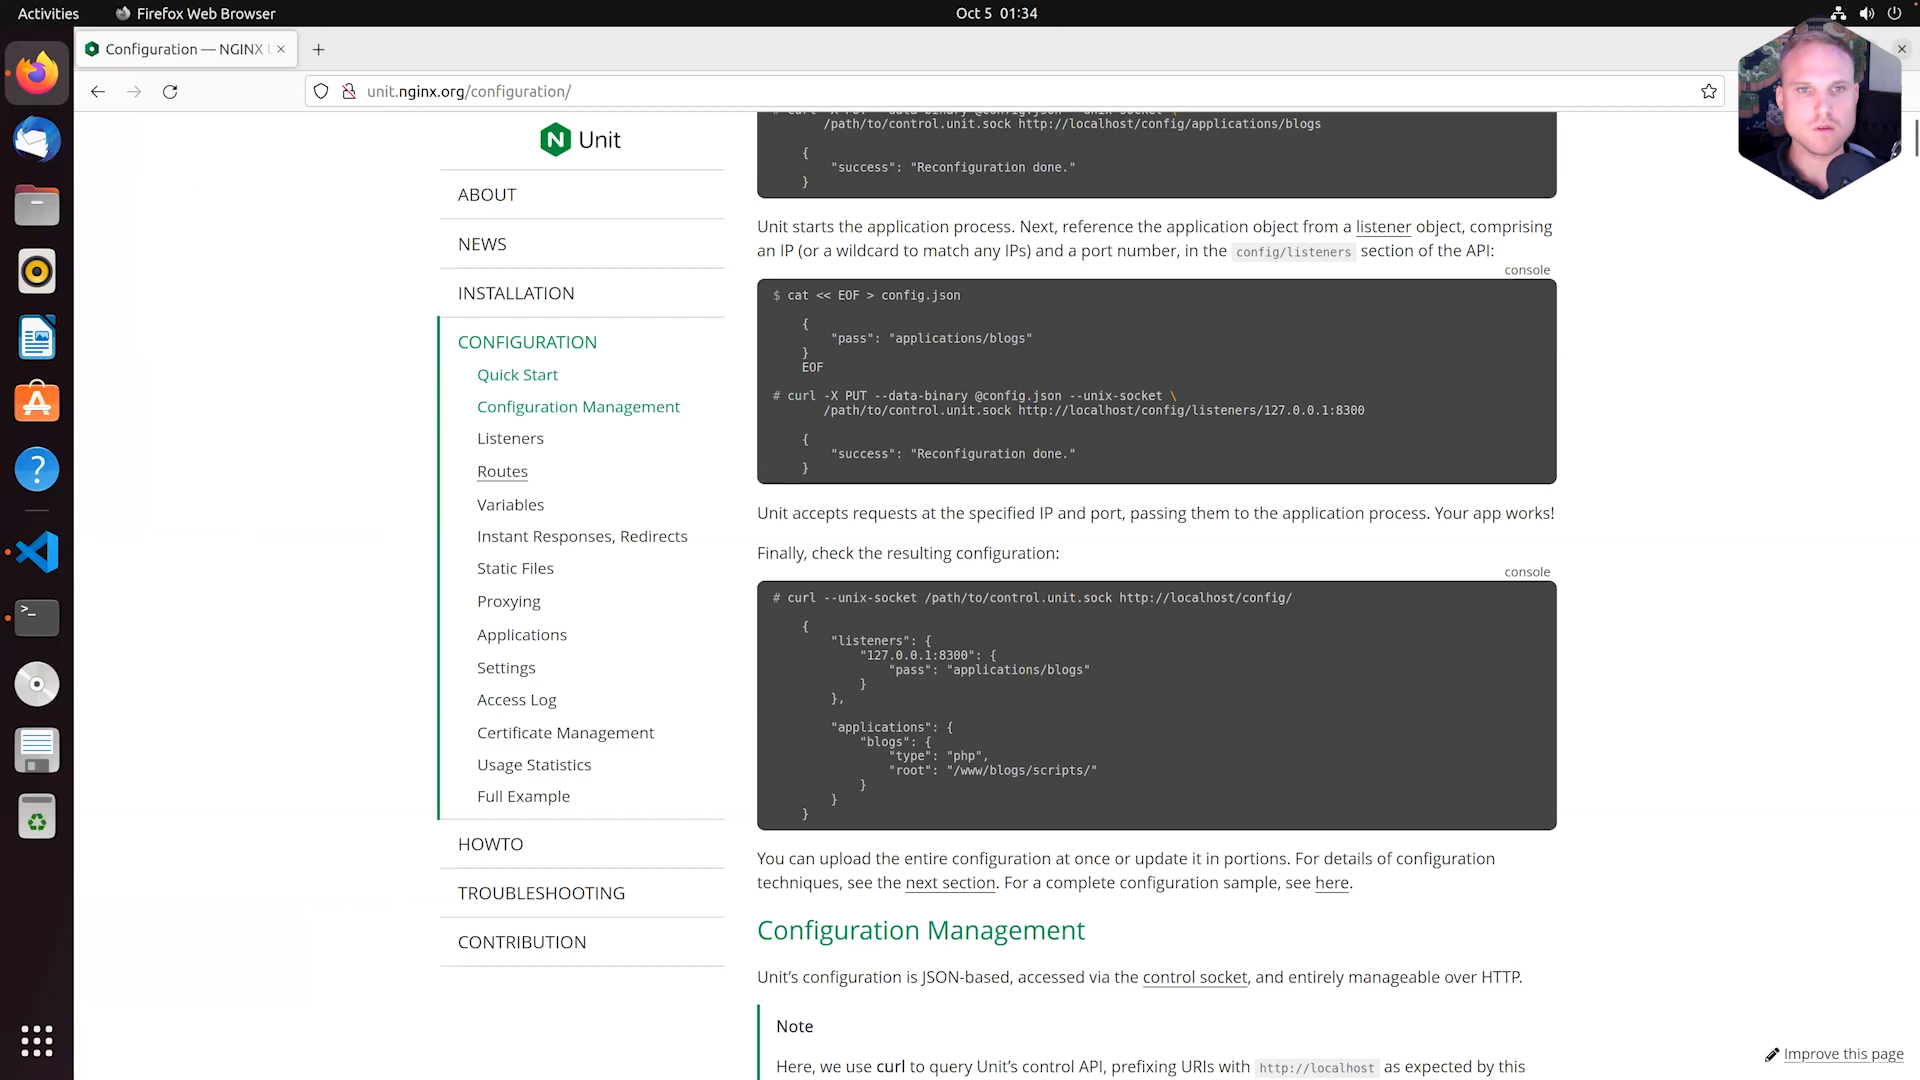 Activities
Firefox Web Browser
Oct 5 01:34
Configuration — NGINX
unit.nginx.org/configuration/
N Unit
ABOUT
NEWS
INSTALLATION
CONFIGURATION
Quick Start
Configuration Management
Listeners
Routes
Variables
Instant Responses, Redirects
Static Files
Proxying
Applications
Settings
Access Log
Certificate Management
Usage Statistics
Full Example
HOWTO
TROUBLESHOOTING
CONTRIBUTION
/path/to/control.unit.sock http://localhost/config/applications/blogs
{
"success": "Reconfiguration done."
}
Unit starts the application process. Next, reference the application object from a listener object, comprising
an IP (or a wildcard to match any IPs) and a port number, in the config/listeners section of the API:
console
$ cat << EOF > config.json
{
"pass": "applications/blogs"
}
EOF
# curl -X PUT --data-binary @config.json --unix-socket \
/path/to/control.unit.sock http://localhost/config/listeners/127.0.0.1:8300
{
"success": "Reconfiguration done."
}
Unit accepts requests at the specified IP and port, passing them to the application process. Your app works!
Finally, check the resulting configuration:
console
# curl --unix-socket /path/to/control.unit.sock http://localhost/config/
{
"listeners": {
"127.0.0.1:8300": {
"pass": "applications/blogs"
}
},
"applications": {
"blogs": {
"type": "php",
"root": "/www/blogs/scripts/"
}
}
}
You can upload the entire configuration at once or update it in portions. For details of configuration
techniques, see the next section. For a complete configuration sample, see here.
Configuration Management
Unit’s configuration is JSON-based, accessed via the control socket, and entirely manageable over HTTP.
Note
Here, we use curl to query Unit’s control API, prefixing URIs with http://localhost as expected by this
Improve this page